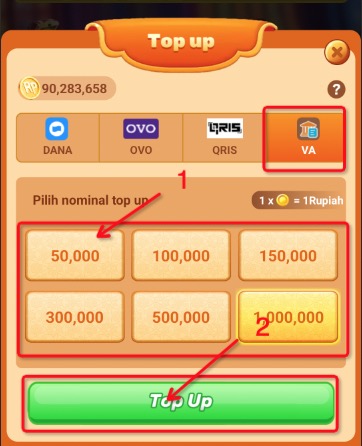 Top up
RP 90,283,658
?
OVO
QRIS
DANA
OVO
QRIS
VA
1
Pilih nominal top up
1 x = 1Rupiah
50,000
100,000
150,000
300,000
500,000
1,000,000
2
Top Up